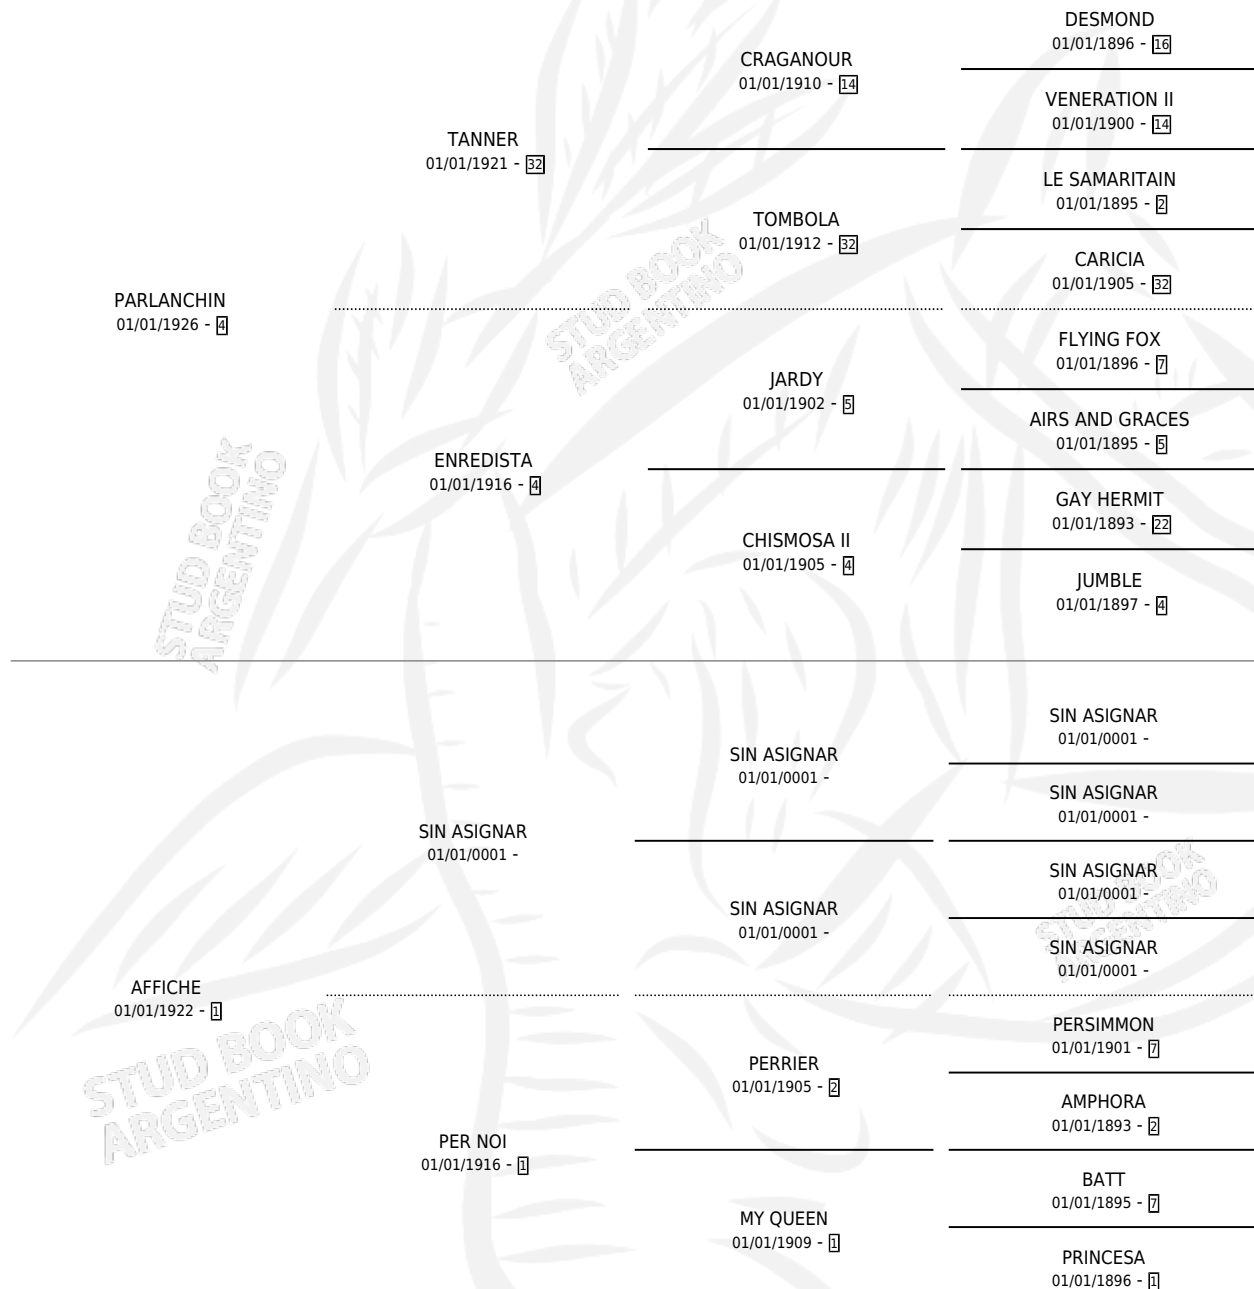 DESMOND
01/01/1896 - 16
CRAGANOUR
01/01/1910 - 14
VENERATION II
01/01/1900 - 14
TANNER
01/01/1921 - 32
LE SAMARITAIN
01/01/1895 - 2
TOMBOLA
01/01/1912 - 32
CARICIA
01/01/1905 - 32
PARLANCHIN
01/01/1926 - 4
FLYING FOX
01/01/1896 - 7
JARDY
01/01/1902 - 5
AIRS AND GRACES
01/01/1895 - 5
ENREDISTA
01/01/1916 - 4
GAY HERMIT
01/01/1893 - 22
CHISMOSA II
01/01/1905 - 4
JUMBLE
01/01/1897 - 4
SIN ASIGNAR
01/01/0001 -
SIN ASIGNAR
01/01/0001 -
SIN ASIGNAR
01/01/0001 -
SIN ASIGNAR
01/01/0001 -
SIN ASIGNAR
01/01/0001 -
SIN ASIGNAR
01/01/0001 -
SIN ASIGNAR
01/01/0001 -
AFFICHE
01/01/1922 - 1
PERSIMMON
01/01/1901 - 7
PERRIER
01/01/1905 - 2
AMPHORA
01/01/1893 - 2
PER NOI
01/01/1916 - 1
BATT
01/01/1895 - 7
MY QUEEN
01/01/1909 - 1
PRINCESA
01/01/1896 - 1
STUD BOOK
ARGENTINO
STUD BOOK
ARGENTINO
STUD BOOK
ARGENTINO
STUD BOOK
ARGENTINO